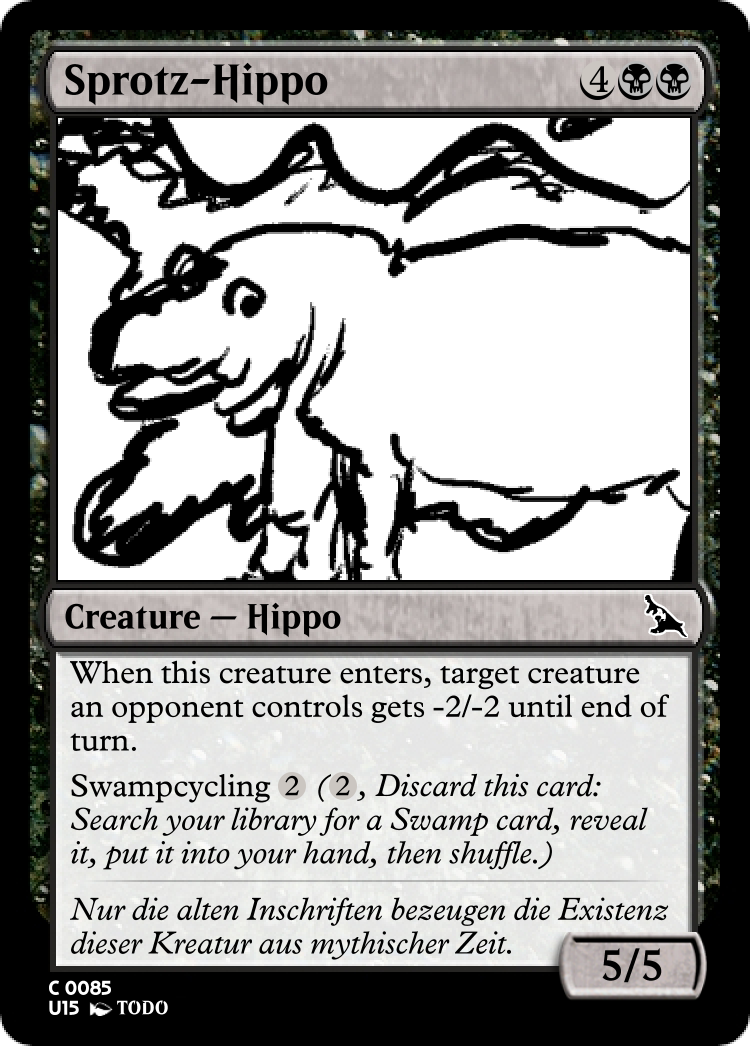 Sprotz-Hippo 4
Creature — Hippo
When this creature enters, target creature
an opponent controls gets -2/-2 until end of
turn.
Swampcycling 2 (2, Discard this card:
Search your library for a Swamp card, reveal
it, put it into your hand, then shuffle.)
Nur die alten Inschriften bezeugen die Existenz
dieser Kreatur aus mythischer Zeit.
5/5
C 0085
U15 TODO